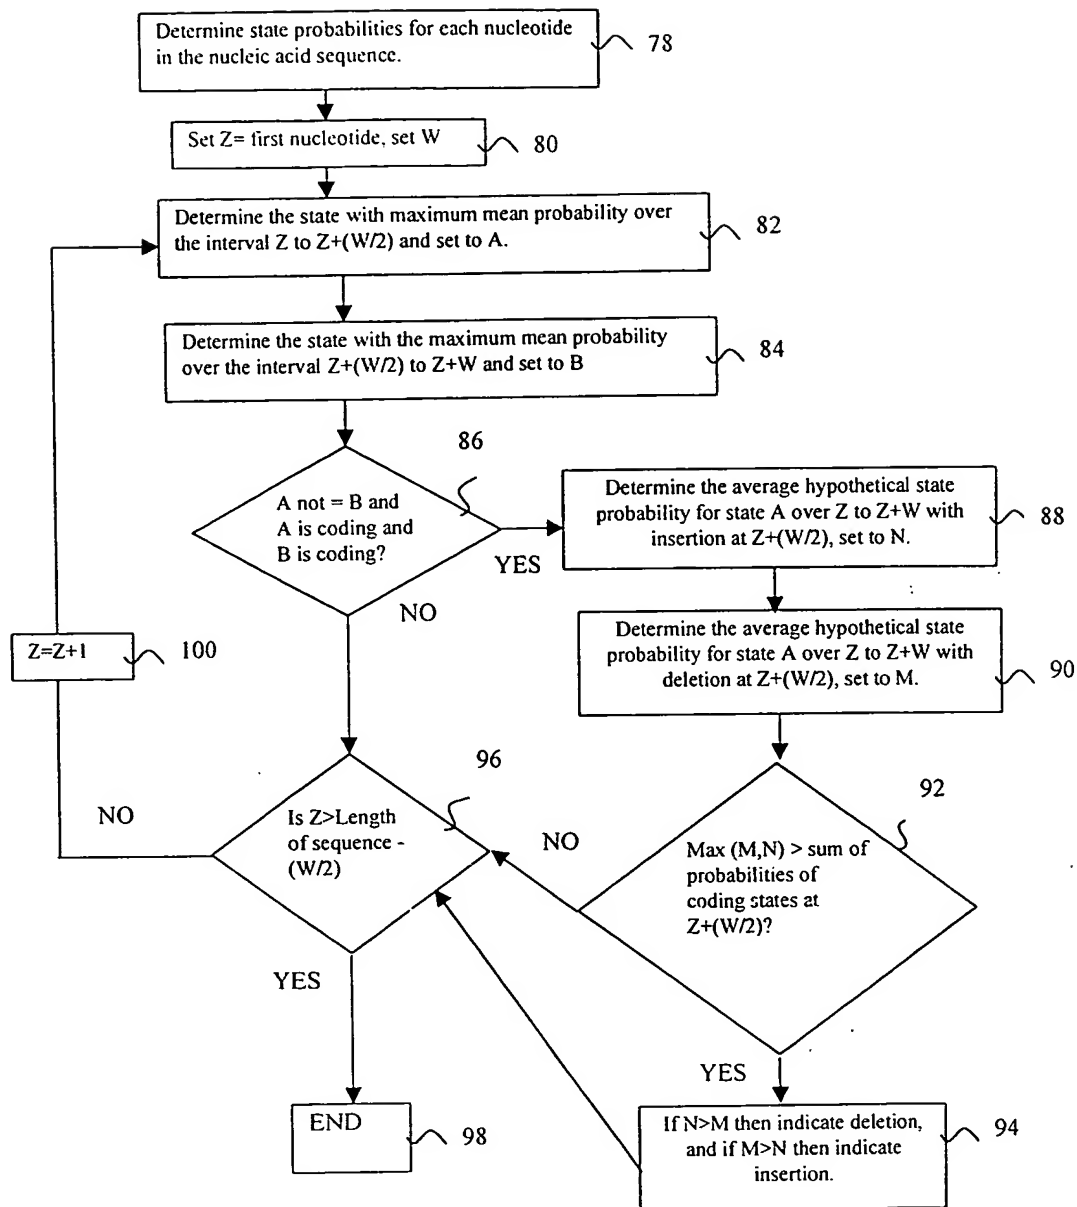 Determine state probabilities for each nucleotide
in the nucleic acid sequence.
78
Set Z= first nucleotide, set W
80
Determine the state with maximum mean probability over
the interval Z to Z+(W/2) and set to A.
82
Determine the state with the maximum mean probability
over the interval Z+(W/2) to Z+W and set to B
84
86
A not = B and
A is coding and
B is coding?
YES
NO
Determine the average hypothetical state
probability for state A over Z to Z+W with
insertion at Z+(W/2), set to N.
88
Determine the average hypothetical state
probability for state A over Z to Z+W with
deletion at Z+(W/2), set to M.
90
Z=Z+1
100
92
Max (M,N) > sum of
probabilities of
coding states at
Z+(W/2)?
NO
YES
96
Is Z>Length
of sequence -
(W/2)
NO
YES
END
98
If N>M then indicate deletion,
and if M>N then indicate
insertion.
94